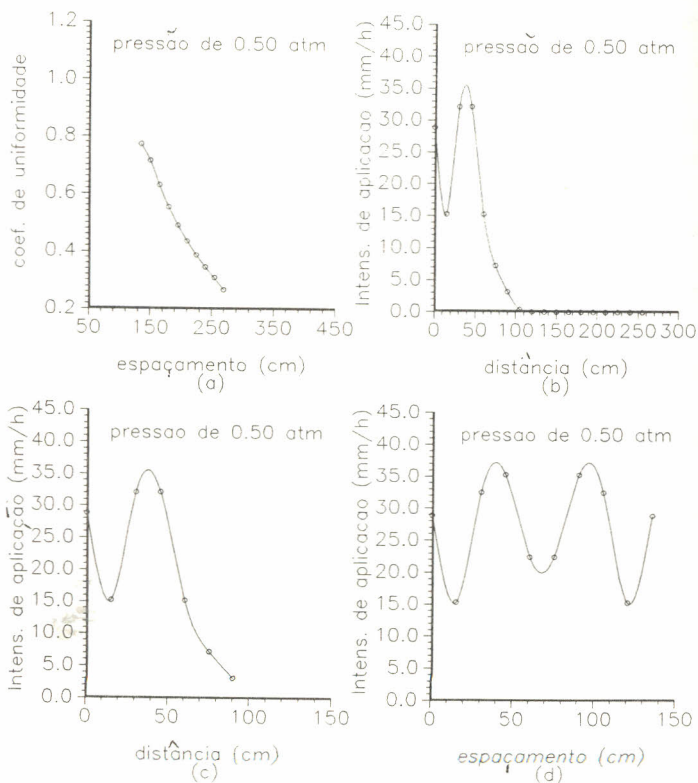 pressão de 0.50 atm
coef. de uniformidade
1.2
1.0
0.8
0.6
0.4
0.2
50 150 250 350 450
espaçamento (cm)
(a)
pressão de 0.50 atm
Intens. de aplicacao (mm/h)
45.0
40.0
35.0
30.0
25.0
20.0
15.0
10.0
5.0
0.0
0 50 100 150 200 250 300
distância (cm)
(b)
pressao de 0.50 atm
Intens. de aplicação (mm/h)
45.0
40.0
35.0
30.0
25.0
20.0
15.0
10.0
5.0
0.0
0 50 100 150
distância (cm)
(c)
pressao de 0.50 atm
Intens. de aplicacao (mm/h)
45.0
40.0
35.0
30.0
25.0
20.0
15.0
10.0
5.0
0.0
0 50 100 150
espaçamento (cm)
(d)